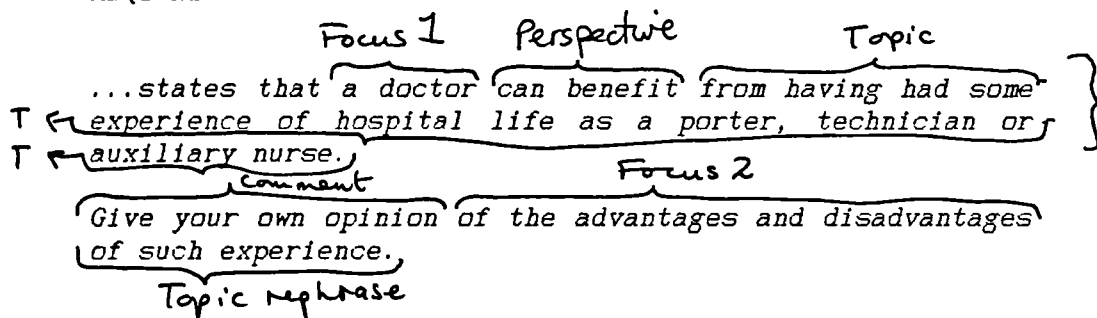 Focus 1 Perspective Topic
...states that a doctor can benefit from having had some
T experience of hospital life as a porter, technician or
T auxiliary nurse.
comment Focus 2
Give your own opinion of the advantages and disadvantages
of such experience.
Topic rephrase